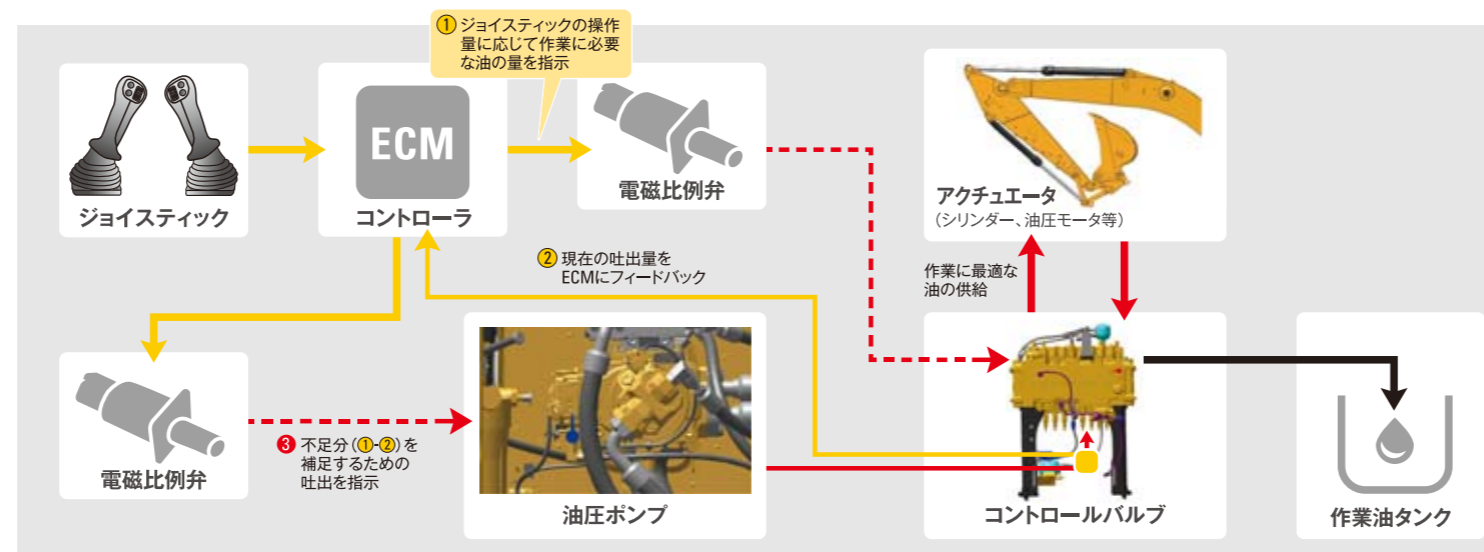 ① ジョイスティックの操作
量に応じて作業に必要
な油の量を指示
ジョイスティック
ECM
コントローラ
電磁比例弁
アクチュエータ
(シリンダー、油圧モータ等)
② 現在の吐出量を
ECMにフィードバック
作業に最適な
油の供給
電磁比例弁
❸ 不足分(①-②)を
補足するための
吐出を指示
油圧ポンプ
コントロールバルブ
作業油タンク